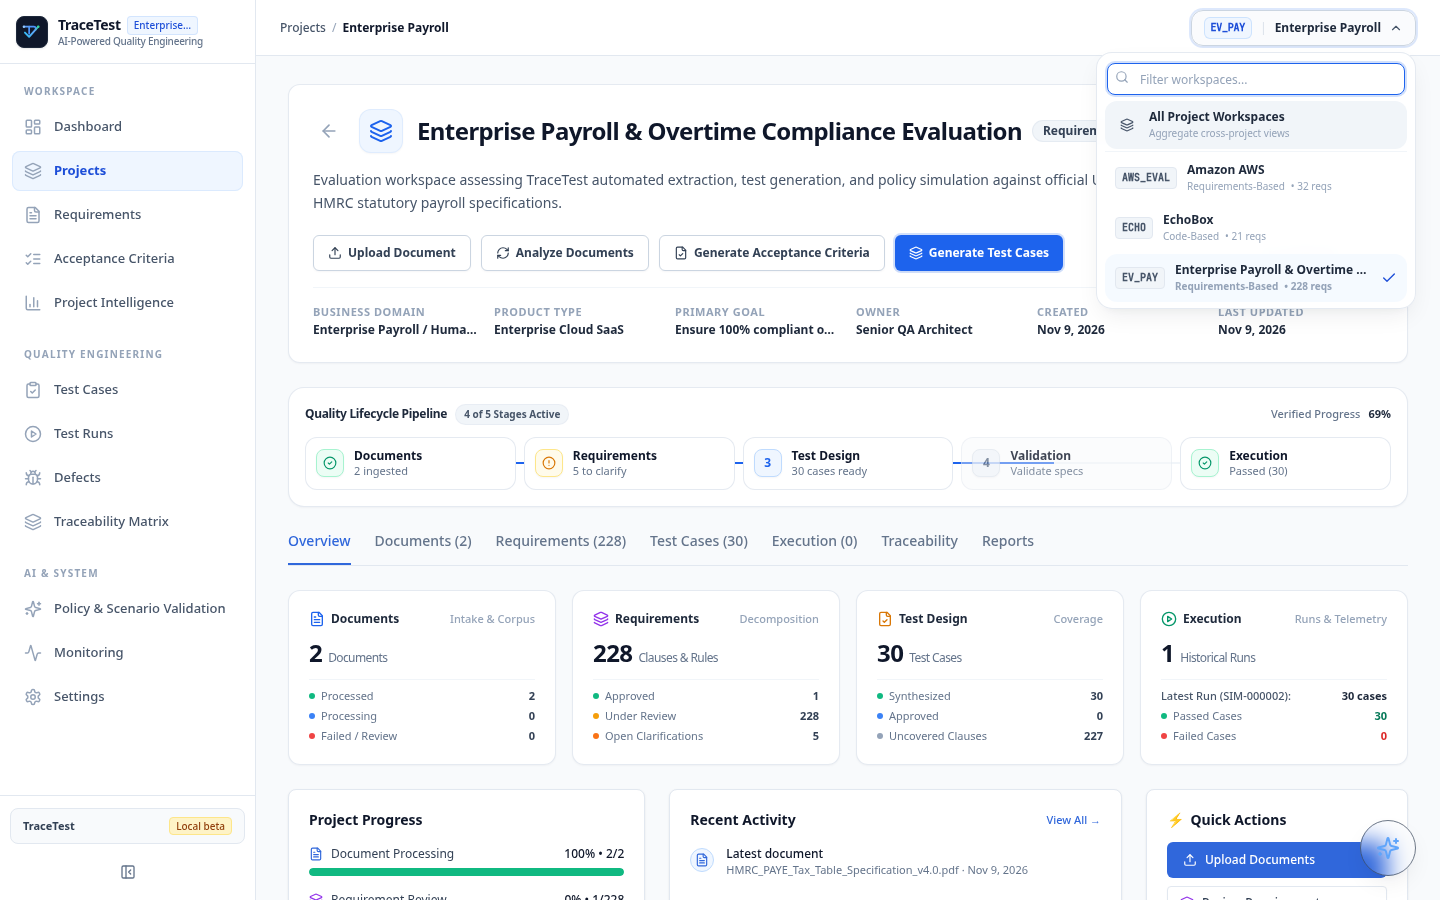 TraceTest Enterprise...
AI-Powered Quality Engineering
WORKSPACE
Dashboard
Projects
Requirements
Acceptance Criteria
Project Intelligence
QUALITY ENGINEERING
Test Cases
Test Runs
Defects
Traceability Matrix
AI & SYSTEM
Policy & Scenario Validation
Monitoring
Settings
TraceTest Local beta
Projects / Enterprise Payroll
EV_PAY Enterprise Payroll
Filter workspaces...
All Project Workspaces
Aggregate cross-project views
AWS_EVAL Amazon AWS
Requirements-Based • 32 reqs
ECHO EchoBox
Code-Based • 21 reqs
EV_PAY Enterprise Payroll & Overtime ...
Requirements-Based • 228 reqs
Enterprise Payroll & Overtime Compliance Evaluation Requirem
Evaluation workspace assessing TraceTest automated extraction, test generation, and policy simulation against official
HMRC statutory payroll specifications.
Upload Document
Analyze Documents
Generate Acceptance Criteria
Generate Test Cases
BUSINESS DOMAIN
Enterprise Payroll / Huma...
PRODUCT TYPE
Enterprise Cloud SaaS
PRIMARY GOAL
Ensure 100% compliant o...
OWNER
Senior QA Architect
CREATED
Nov 9, 2026
LAST UPDATED
Nov 9, 2026
Quality Lifecycle Pipeline 4 of 5 Stages Active
Verified Progress 69%
Documents
2 ingested
Requirements
5 to clarify
3 Test Design
30 cases ready
4 Validation
Validate specs
Execution
Passed (30)
Overview Documents (2) Requirements (228) Test Cases (30) Execution (0) Traceability Reports
Documents Intake & Corpus
2 Documents
Processed 2
Processing 0
Failed / Review 0
Requirements Decomposition
228 Clauses & Rules
Approved 1
Under Review 228
Open Clarifications 5
Test Design Coverage
30 Test Cases
Synthesized 30
Approved 0
Uncovered Clauses 227
Execution Runs & Telemetry
1 Historical Runs
Latest Run (SIM-000002): 30 cases
Passed Cases 30
Failed Cases 0
Project Progress
Document Processing 100% • 2/2
Requirement Review 0% • 1/228
Recent Activity View All →
Latest document
HMRC_PAYE_Tax_Table_Specification_v4.0.pdf · Nov 9, 2026
⚡ Quick Actions
Upload Documents